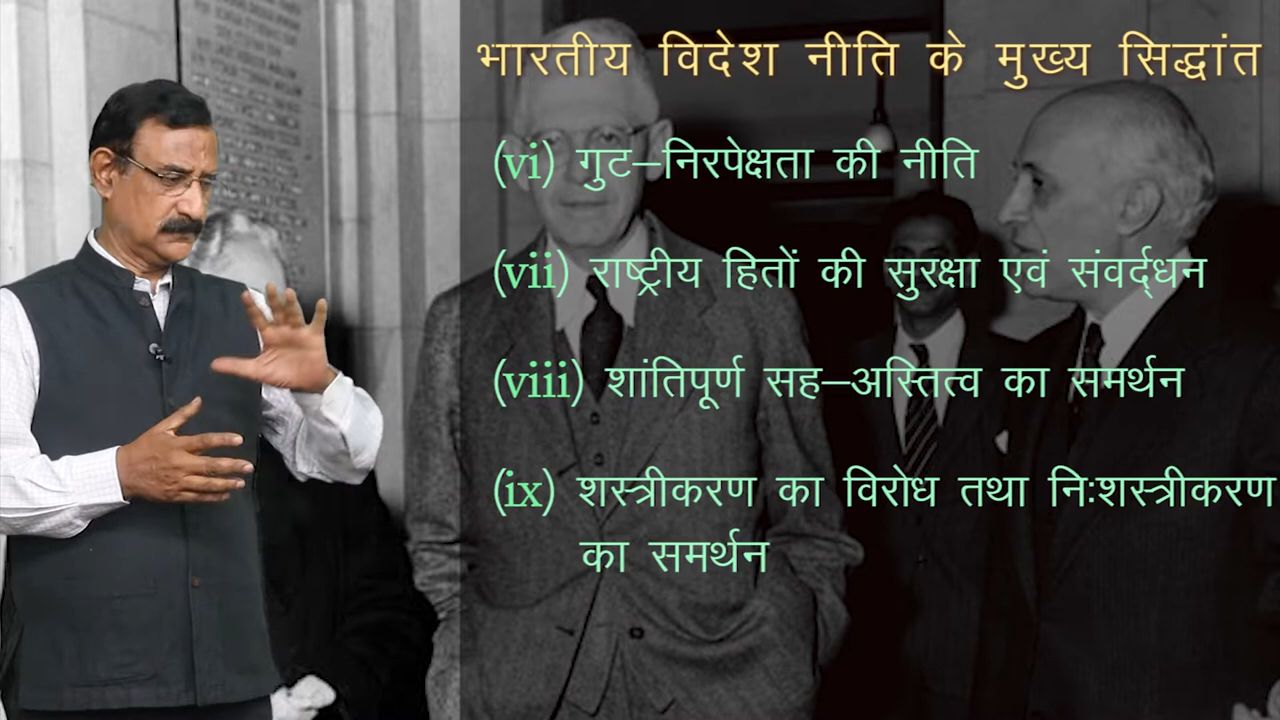 भारतीय विदेश नीति के मुख्य सिद्धांत
(vi) गुट–निरपेक्षता की नीति
(vii) राष्ट्रीय हितों की सुरक्षा एवं संवर्द्धन
(viii) शांतिपूर्ण सह–अस्तित्व का समर्थन
(ix) शस्त्रीकरण का विरोध तथा निःशस्त्रीकरण
का समर्थन